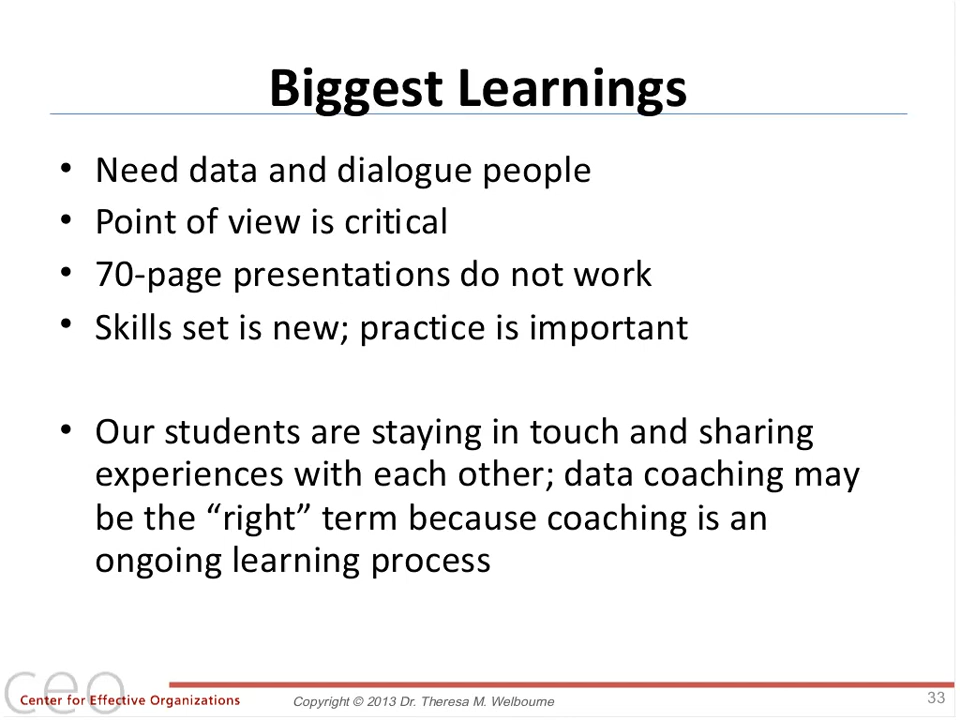 Biggest Learnings
• Need data and dialogue people
• Point of view is critical
• 70-page presentations do not work
• Skills set is new; practice is important
• Our students are staying in touch and sharing
experiences with each other; data coaching may
be the “right” term because coaching is an
ongoing learning process
ceo
Center for Effective Organizations
Copyright © 2013 Dr. Theresa M. Welbourne
33